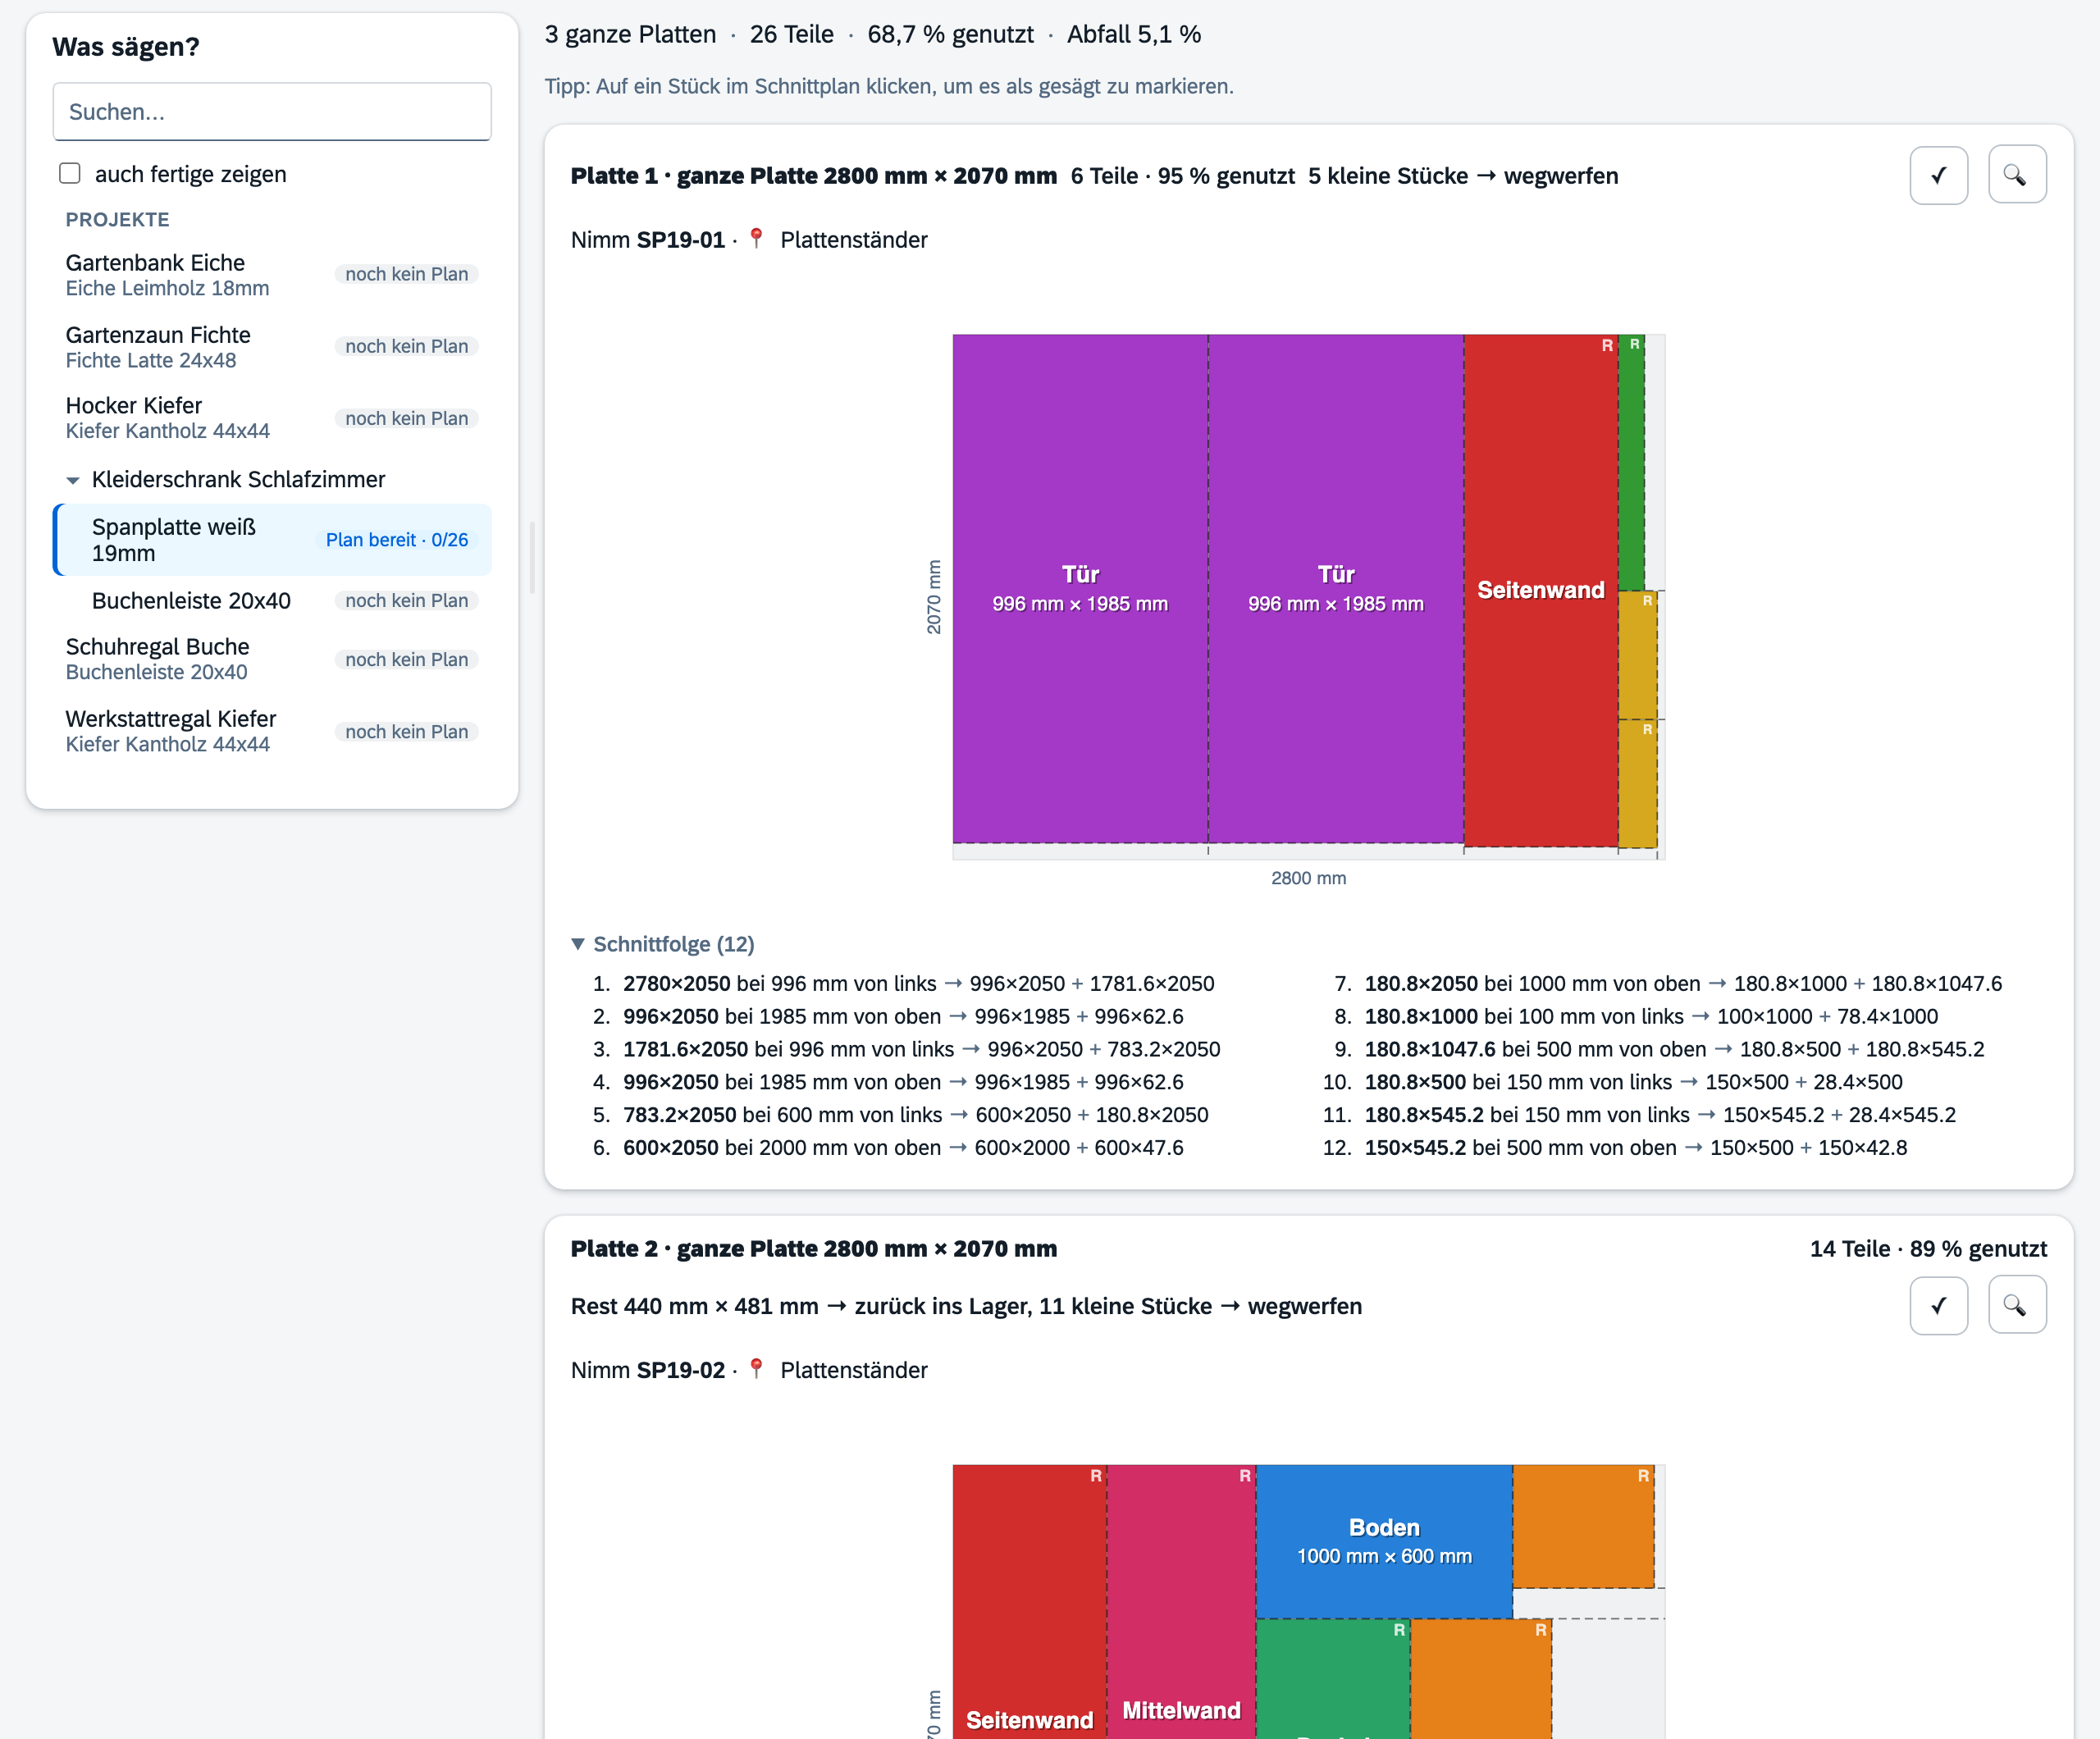 Was sägen?
Suchen...
auch fertige zeigen
PROJEKTE
Gartenbank Eiche
Eiche Leimholz 18mm
noch kein Plan
Gartenzaun Fichte
Fichte Latte 24x48
noch kein Plan
Hocker Kiefer
Kiefer Kantholz 44x44
noch kein Plan
Kleiderschrank Schlafzimmer
Spanplatte weiß
19mm
Plan bereit · 0/26
Buchenleiste 20x40
noch kein Plan
Schuhregal Buche
Buchenleiste 20x40
noch kein Plan
Werkstattregal Kiefer
Kiefer Kantholz 44x44
noch kein Plan
3 ganze Platten · 26 Teile · 68,7 % genutzt · Abfall 5,1 %
Tipp: Auf ein Stück im Schnittplan klicken, um es als gesägt zu markieren.
Platte 1 · ganze Platte 2800 mm × 2070 mm 6 Teile · 95 % genutzt 5 kleine Stücke → wegwerfen
Nimm SP19-01 · Plattenständer
R
R
Tür
996 mm × 1985 mm
Tür
996 mm × 1985 mm
Seitenwand
R
R
2070 mm
2800 mm
Schnittfolge (12)
1. 2780×2050 bei 996 mm von links → 996×2050 + 1781.6×2050
2. 996×2050 bei 1985 mm von oben → 996×1985 + 996×62.6
3. 1781.6×2050 bei 996 mm von links → 996×2050 + 783.2×2050
4. 996×2050 bei 1985 mm von oben → 996×1985 + 996×62.6
5. 783.2×2050 bei 600 mm von links → 600×2050 + 180.8×2050
6. 600×2050 bei 2000 mm von oben → 600×2000 + 600×47.6
7. 180.8×2050 bei 1000 mm von oben → 180.8×1000 + 180.8×1047.6
8. 180.8×1000 bei 100 mm von links → 100×1000 + 78.4×1000
9. 180.8×1047.6 bei 500 mm von oben → 180.8×500 + 180.8×545.2
10. 180.8×500 bei 150 mm von links → 150×500 + 28.4×500
11. 180.8×545.2 bei 150 mm von links → 150×545.2 + 28.4×545.2
12. 150×545.2 bei 500 mm von oben → 150×500 + 150×42.8
Platte 2 · ganze Platte 2800 mm × 2070 mm
14 Teile · 89 % genutzt
Rest 440 mm × 481 mm → zurück ins Lager, 11 kleine Stücke → wegwerfen
Nimm SP19-02 · Plattenständer
R
R
R
Boden
1000 mm × 600 mm
R
R
Seitenwand
Mittelwand
70 mm